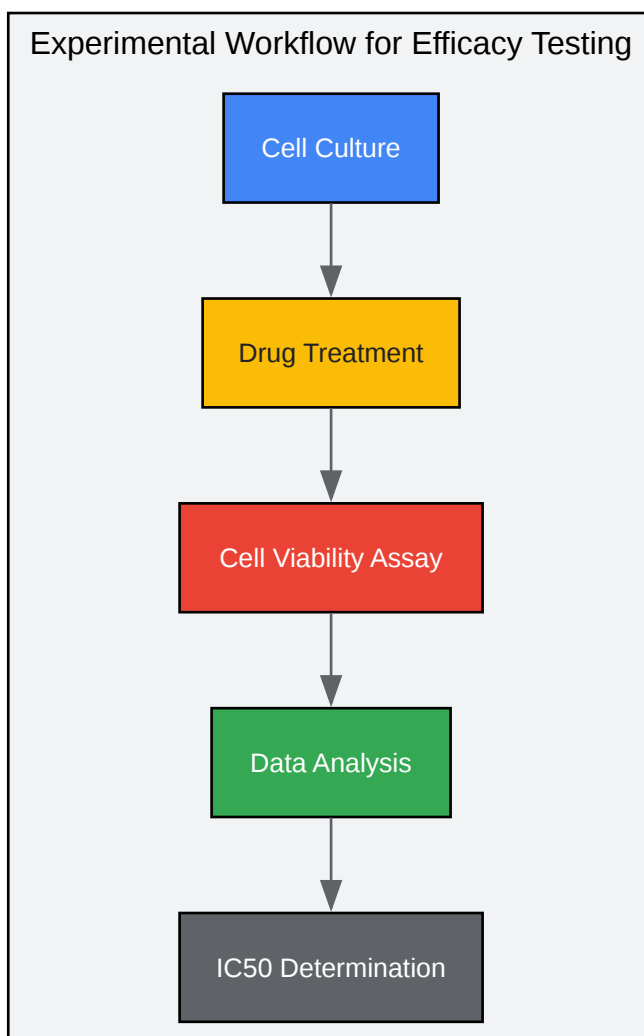 Experimental Workflow for Efficacy Testing
Cell Culture
Drug Treatment
Cell Viability Assay
Data Analysis
IC50 Determination